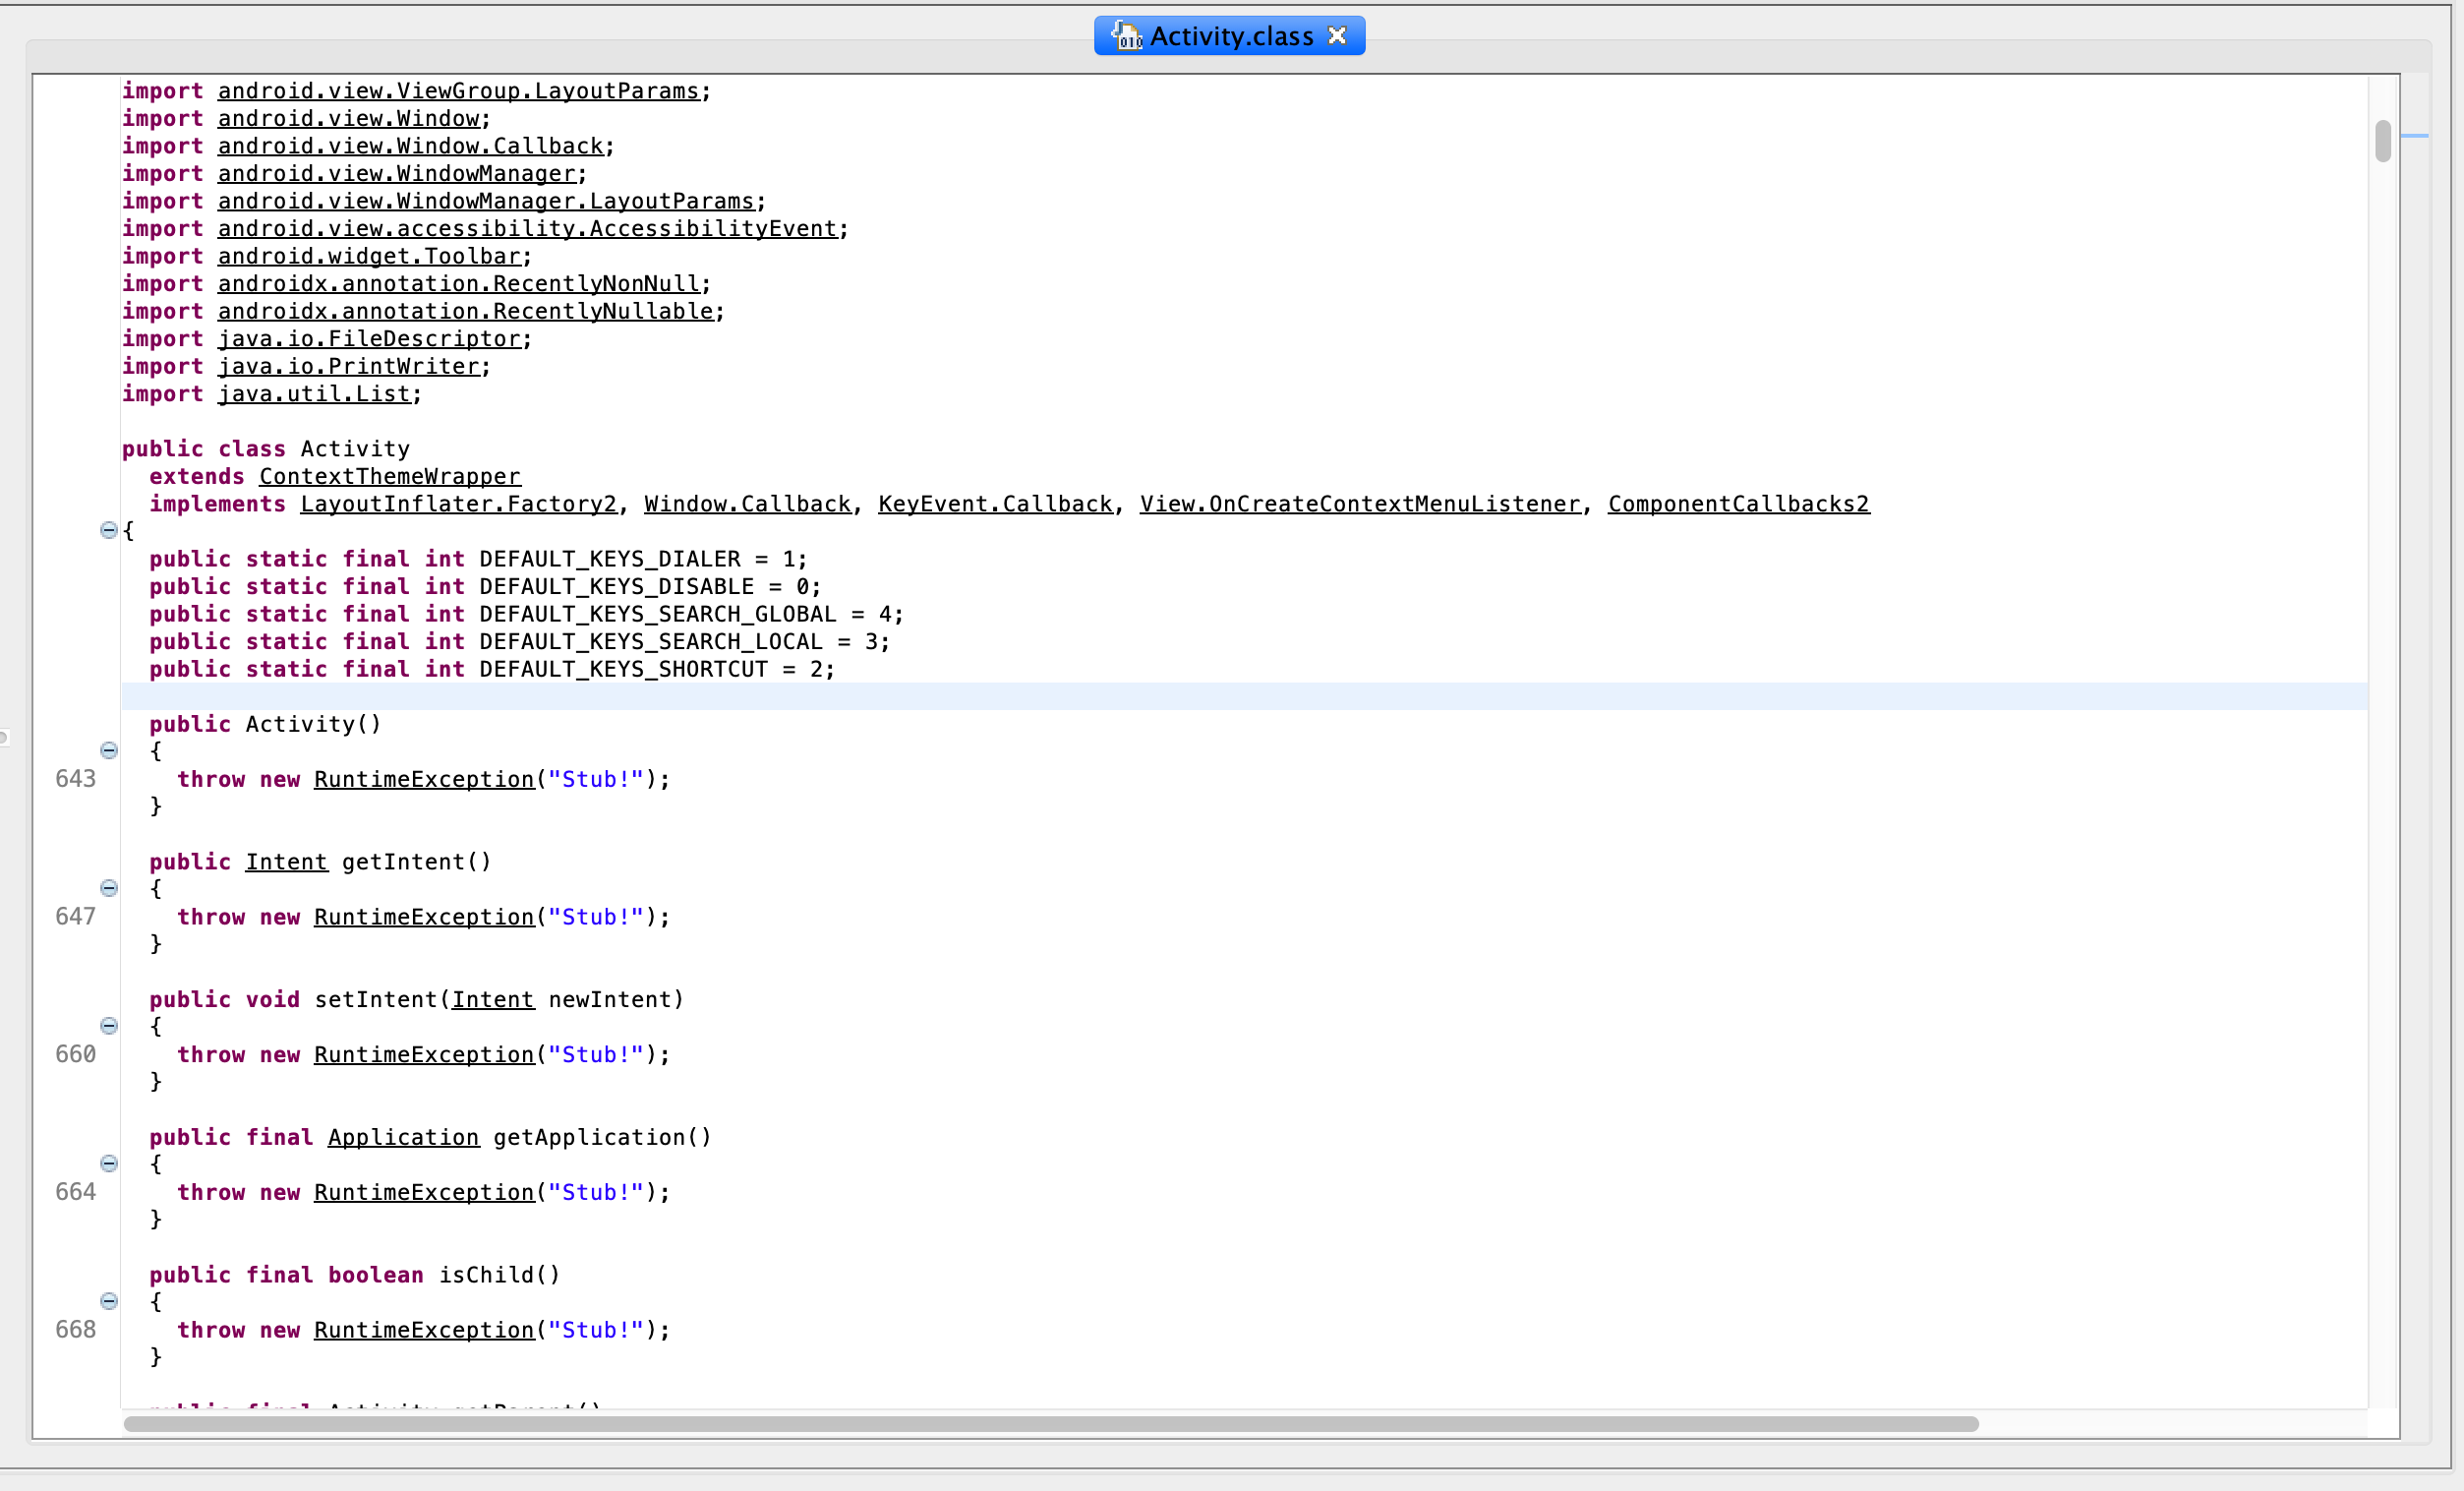 Activity.class
import android.view.ViewGroup.LayoutParams;
import android.view.Window;
import android.view.Window.Callback;
import android.view.WindowManager;
import android.view.WindowManager.LayoutParams;
import android.view.accessibility.AccessibilityEvent;
import android.widget.Toolbar;
import androidx.annotation.RecentlyNonNull;
import androidx.annotation.RecentlyNullable;
import java.io.FileDescriptor;
import java.io.PrintWriter;
import java.util.List;
public class Activity
extends ContextThemeWrapper
implements LayoutInflater.Factory2, Window.Callback, KeyEvent.Callback, View.OnCreateContextMenuListener, ComponentCallbacks2
{
public static final int DEFAULT_KEYS_DIALER = 1;
public static final int DEFAULT_KEYS_DISABLE = 0;
public static final int DEFAULT_KEYS_SEARCH_GLOBAL = 4;
public static final int DEFAULT_KEYS_SEARCH_LOCAL = 3;
public static final int DEFAULT_KEYS_SHORTCUT = 2;
public Activity()
{
643 throw new RuntimeException("Stub!");
}
public Intent getIntent()
{
647 throw new RuntimeException("Stub!");
}
public void setIntent(Intent newIntent)
{
660 throw new RuntimeException("Stub!");
}
public final Application getApplication()
{
664 throw new RuntimeException("Stub!");
}
public final boolean isChild()
{
668 throw new RuntimeException("Stub!");
}
public final Activity getParent()